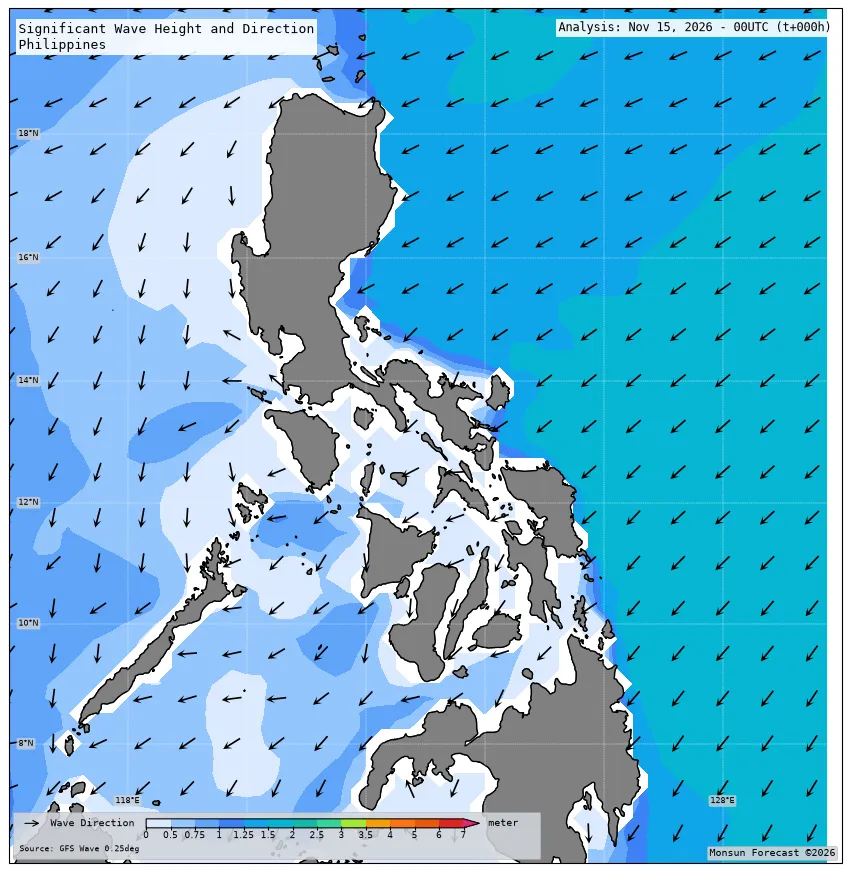 Significant Wave Height and Direction
Philippines
Analysis: Nov 15, 2026 - 00UTC (t+000h)
18°N
16°N
14°N
12°N
10°N
8°N
118°E
128°E
Wave Direction
meter
0 0.5 0.75 1 1.25 1.5 2 2.5 3 3.5 4 5 6 7
Source: GFS Wave 0.25deg
Monsun Forecast ©2026